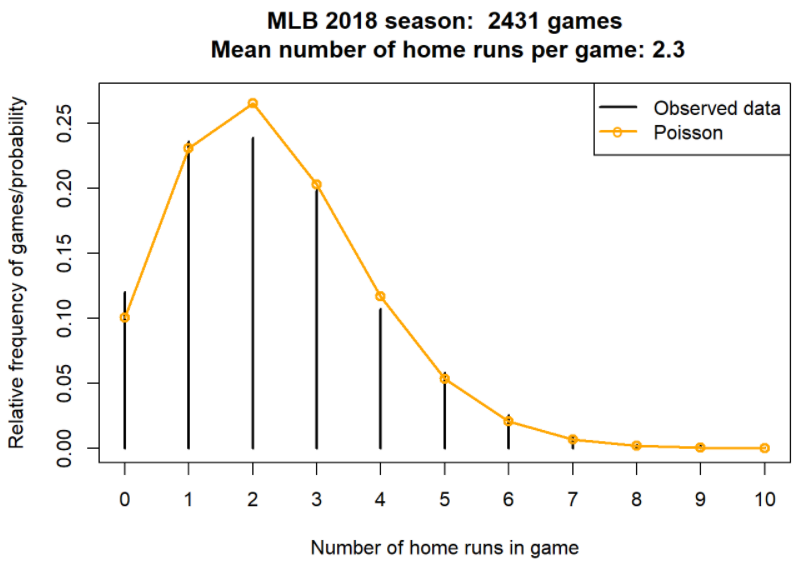 MLB 2018 season:  2431 games
Mean number of home runs per game: 2.3
Relative frequency of games/probability
0.25
0.20
0.15
0.10
0.05
0.00
Observed data
Poisson
0 1 2 3 4 5 6 7 8 9 10
Number of home runs in game